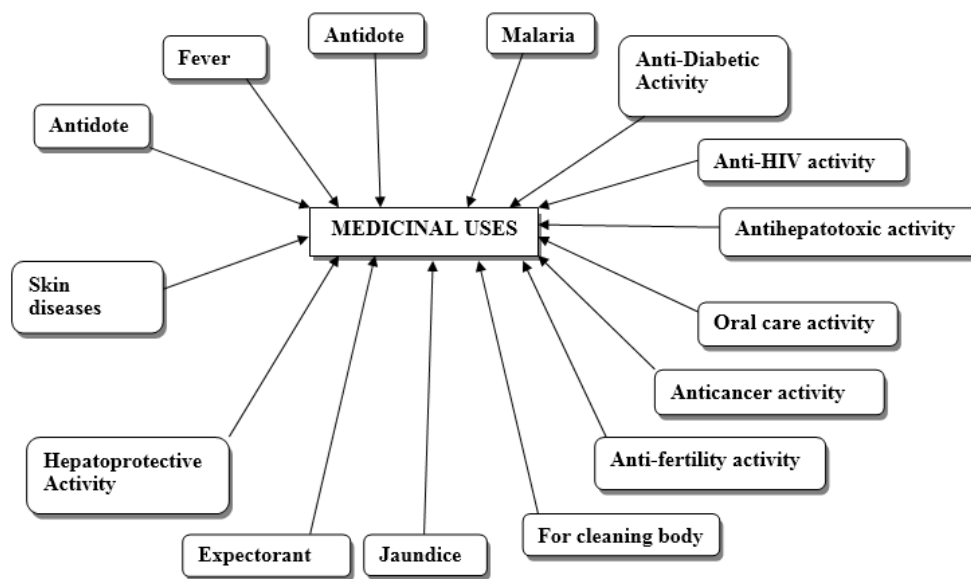 Antidote
Malaria
Fever
Anti-Diabetic
Activity
Antidote
Anti-HIV activity
MEDICINAL USES
Antihepatotoxic activity
Skin
diseases
Oral care activity
Anticancer activity
Hepatoprotective
Activity
Anti-fertility activity
For cleaning body
Expectorant
Jaundice